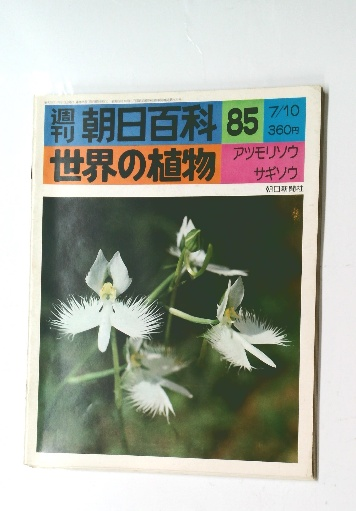 週刊 朝日百科 85 7/10
360円
世界の植物
アツモリソウ
サギソウ
朝日新聞社